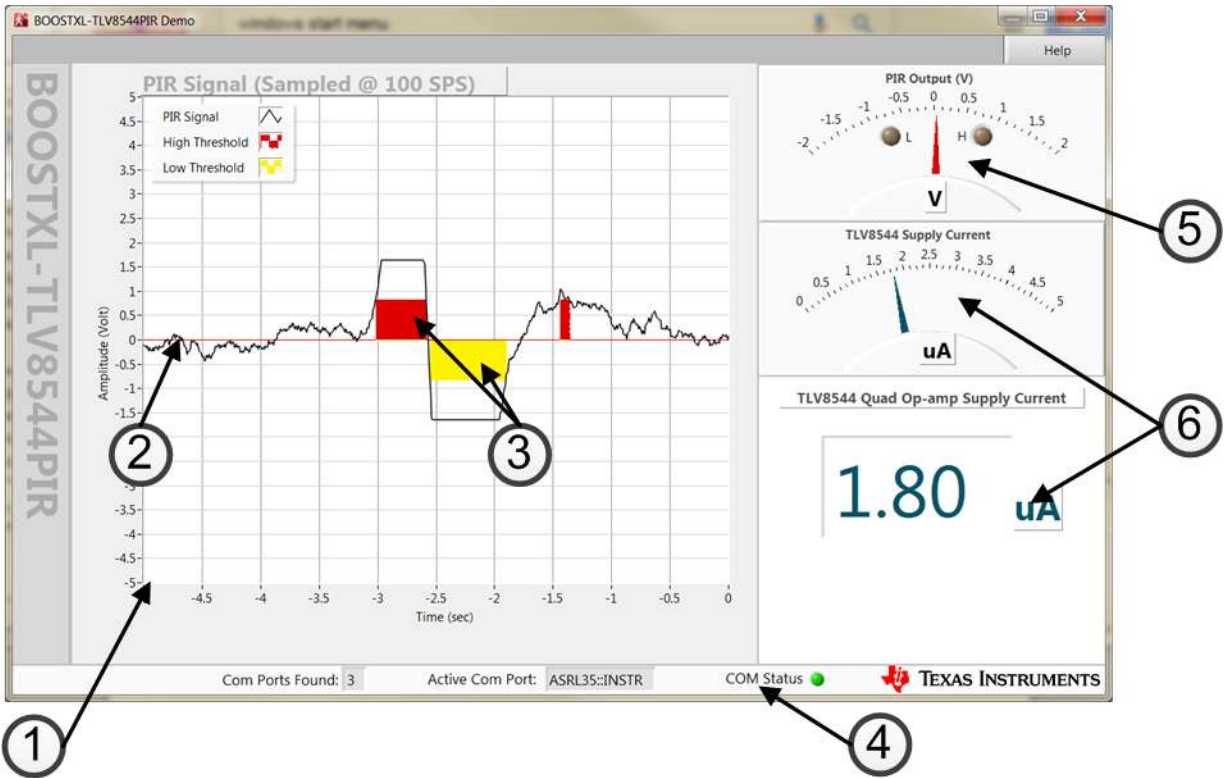 BOOSTXL-TLV8544PIR Demo
windows start menu
Help
BOOSTXL-TLV8544PIR
PIR Signal (Sampled @ 100 SPS)
PIR Signal
High Threshold
Low Threshold
Amplitude (Volt)
5
4.5
4
3.5
3
2.5
2
1.5
1
0.5
0
-0.5
-1
-1.5
-3
-3.5
-4
-4.5
-5
-4.5 -4 -3.5 -3 -2.5 -2 -1.5 -1 -0.5 0
Time (sec)
PIR Output (V)
-2 -1.5 -1 -0.5 0 0.5 1 1.5 2
L H
V
TLV8544 Supply Current
0 0.5 1 1.5 2 2.5 3 3.5 4 4.5 5
uA
TLV8544 Quad Op-amp Supply Current
1.80 uA
Com Ports Found: 3 Active Com Port: ASRL35::INSTR COM Status TEXAS INSTRUMENTS
1
2
3
4
5
6